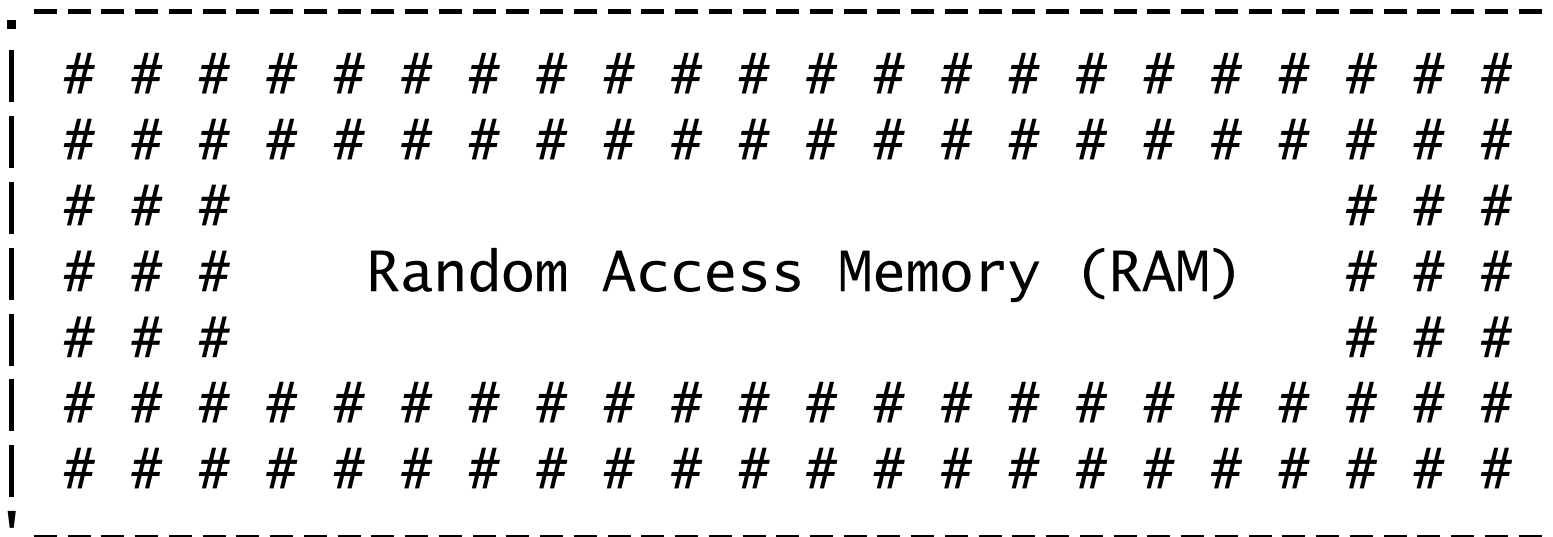 .---------------------------------------------
| # # # # # # # # # # # # # # # # # # # # # #
| # # # # # # # # # # # # # # # # # # # # # #
| # # #                                 # # #
| # # #    Random Access Memory (RAM)   # # #
| # # #                                 # # #
| # # # # # # # # # # # # # # # # # # # # # #
| # # # # # # # # # # # # # # # # # # # # # #
'---------------------------------------------